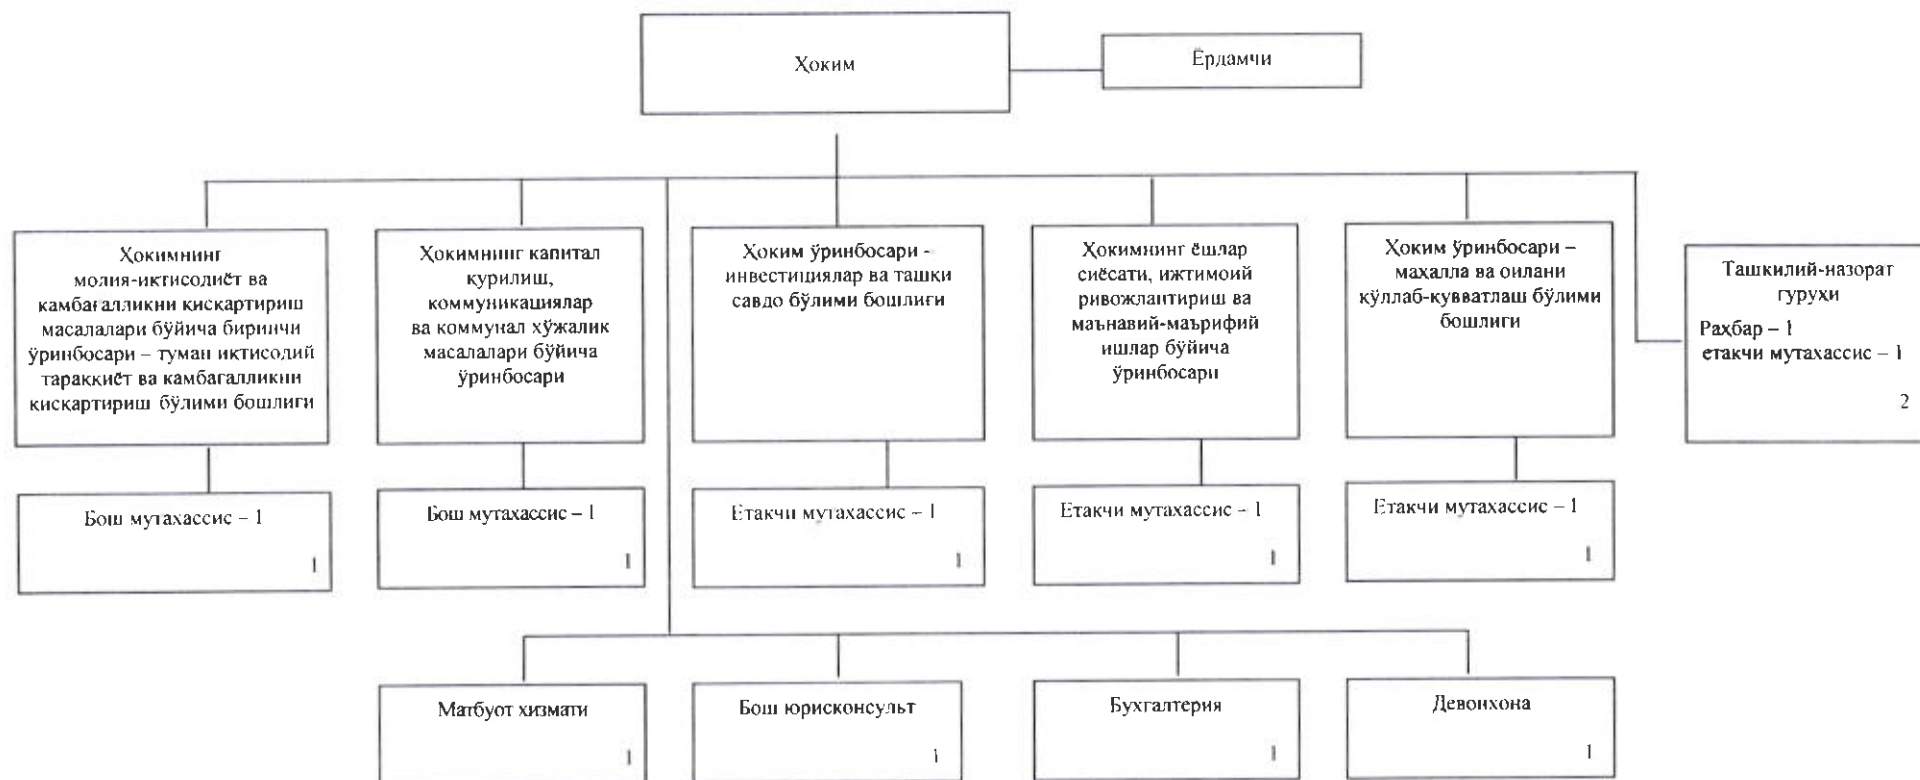 Ҳоким
Ёрдамчи
Ҳокимнинг
молия-иқтисодиёт ва
камбағалликни қисқартириш
масалалари бўйича биринчи
ўринбосари – туман иқтисодий
тараққиёт ва камбағалликни
қисқартириш бўлими бошлиғи
Ҳокимнинг капитал
қурилиш,
коммуникациялар
ва коммунал хўжалик
масалалари бўйича
ўринбосари
Ҳоким ўринбосари -
инвестициялар ва ташқи
савдо бўлими бошлиғи
Ҳокимнинг ёшлар
сиёсати, ижтимоий
ривожлантириш ва
маънавий-маърифий
ишлар бўйича
ўринбосари
Ҳоким ўринбосари –
маҳалла ва оилани
қўллаб-қувватлаш бўлими
бошлиғи
Ташкилий-назорат
гуруҳи
Раҳбар – 1
етакчи мутахассис – 1
2
Бош мутахассис – 1
1
Бош мутахассис – 1
1
Етакчи мутахассис – 1
1
Етакчи мутахассис – 1
1
Етакчи мутахассис – 1
1
Матбуот хизмати
1
Бош юрисконсульт
1
Бухгалтерия
1
Девонхона
1